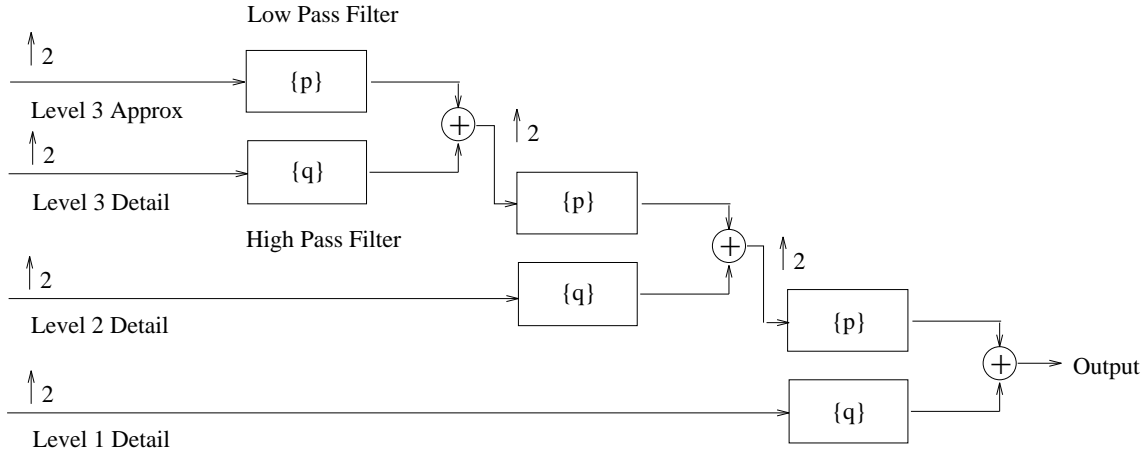 Low Pass Filter
↑ 2
{p}
Level 3 Approx
↑ 2
+
↑ 2
{q}
Level 3 Detail
{p}
High Pass Filter
↑ 2
+
↑ 2
{q}
Level 2 Detail
{p}
↑ 2
+
Output
{q}
Level 1 Detail